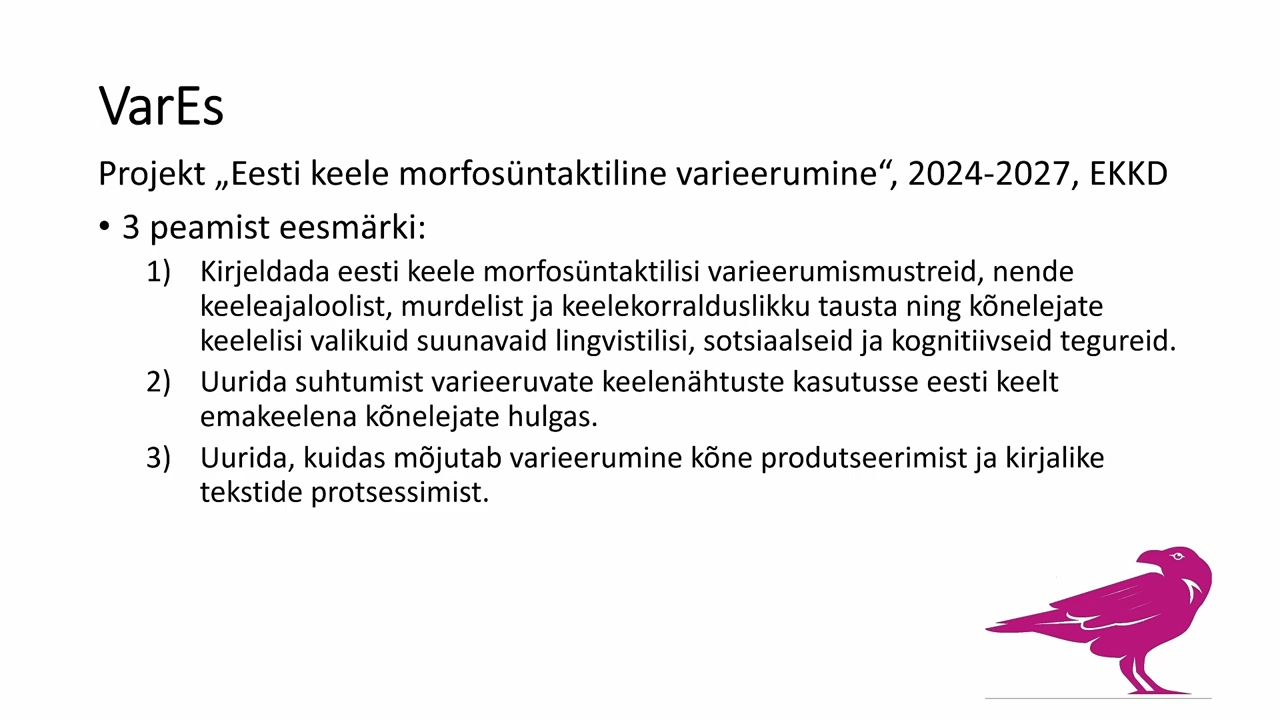 VarEs
Projekt „Eesti keele morfosüntaktiline varieerumine“, 2024-2027, EKKD
• 3 peamist eesmärki:
1) Kirjeldada eesti keele morfosüntaktilisi varieerumismustreid, nende
keeleajaloolist, murdelist ja keelekorralduslikku tausta ning kõnelejate
keelelisi valikuid suunavaid lingvistilisi, sotsiaalseid ja kognitiivseid tegureid.
2) Uurida suhtumist varieeruvate keelenähtuste kasutusse eesti keelt
emakeelena kõnelejate hulgas.
3) Uurida, kuidas mõjutab varieerumine kõne produtseerimist ja kirjalike
tekstide protsessimist.